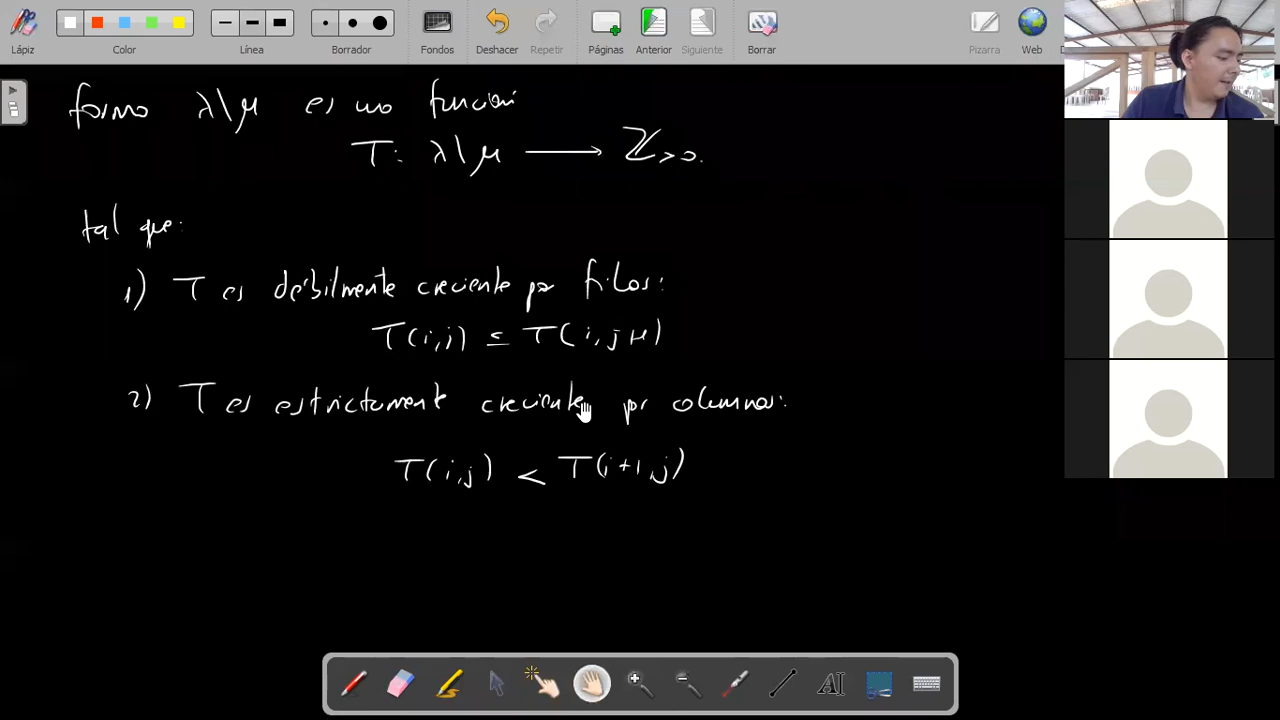 Lápiz Color Línea Borrador Fondos Deshacer Repetir Páginas Anterior Siguiente Borrar Pizarra Web
forma λ\μ es una función
T: λ\μ ⟶ ℤ>0.
tal que:
1) T es débilmente creciente por filas:
T(i,j) ≤ T(i,j+1)
2) T es estrictamente creciente por columnas:
T(i,j) < T(i+1,j)
AI